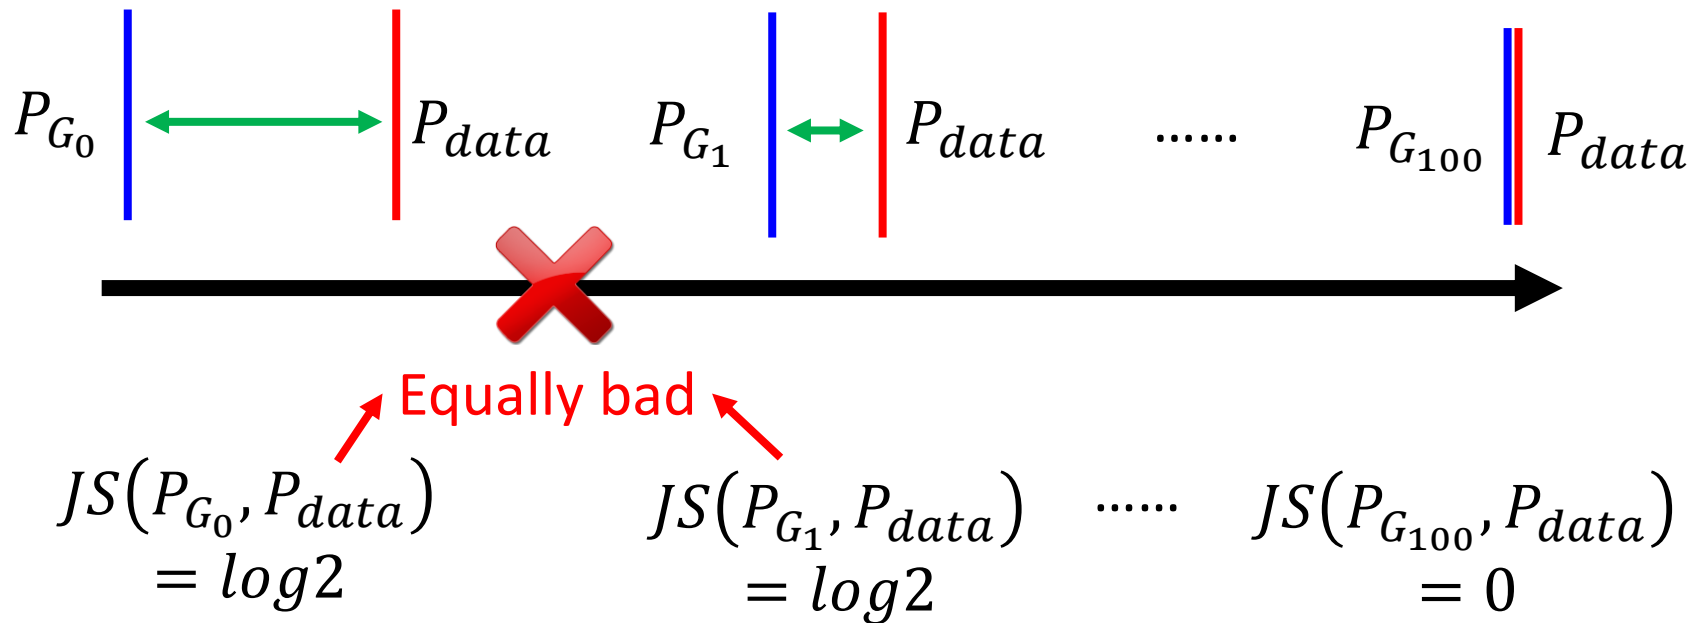 P_{G_0} P_{data} P_{G_1} P_{data} ...... P_{G_{100}} P_{data}
Equally bad
JS(P_{G_0}, P_{data}) JS(P_{G_1}, P_{data}) ...... JS(P_{G_{100}}, P_{data})
= log2 = log2 = 0